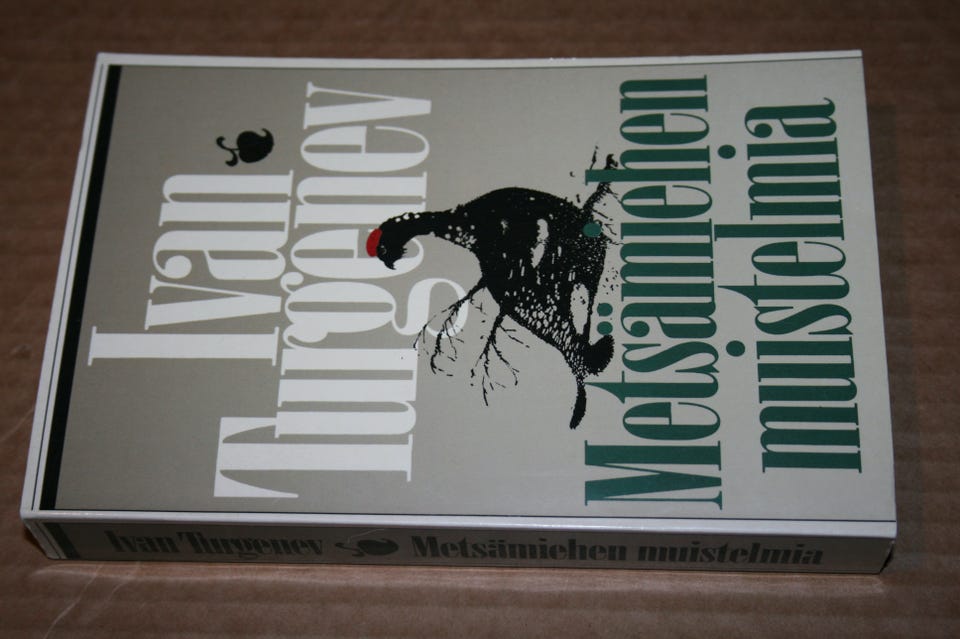 Ivan
Turgenev
Metsämiehen
muistelmia
Ivan Turgenev Metsämiehen muistelmia